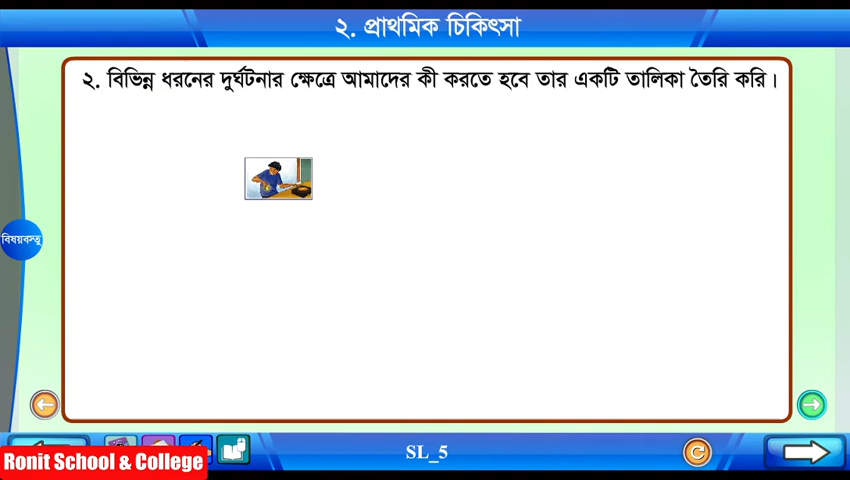 ২. প্রাথমিক চিকিৎসা
২. বিভিন্ন ধরনের দুর্ঘটনার ক্ষেত্রে আমাদের কী করতে হবে তার একটি তালিকা তৈরি করি।
বিষয়বস্তু
SL_5
Ronit School & College